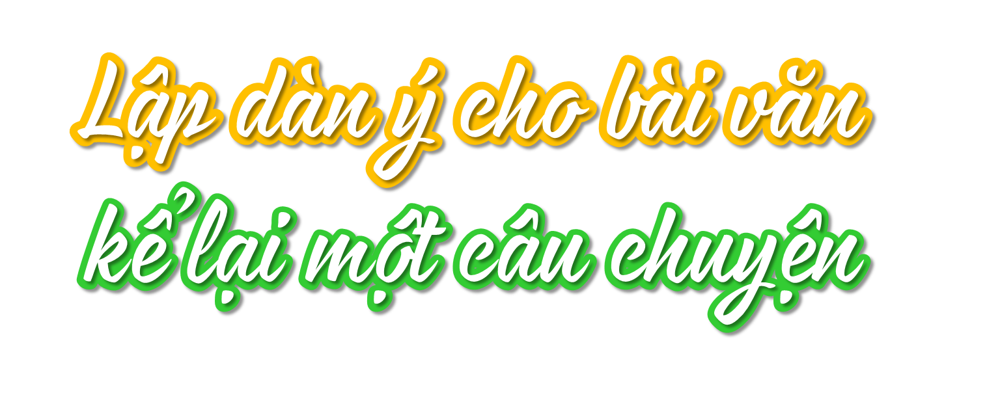 Lập dàn ý cho bài văn
kể lại một câu chuyện